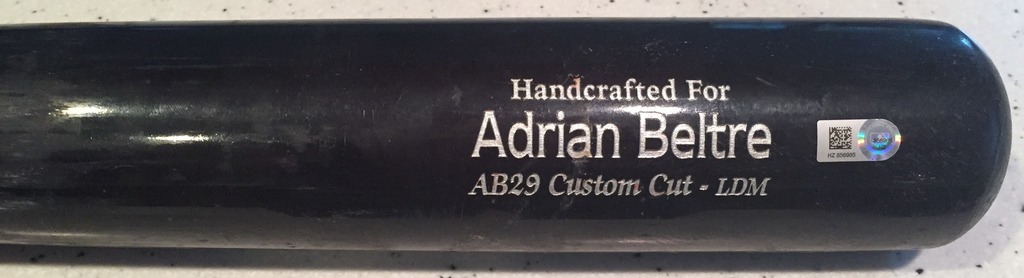 Handcrafted For
Adrian Beltre
AB29 Custom Cut - LDM